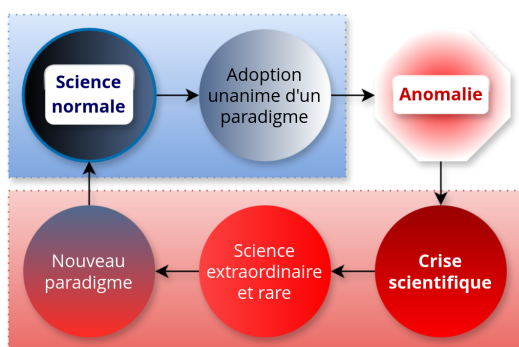 Science
normale
Adoption
unanime d'un
paradigme
Anomalie
Crise
scientifique
Science
extraordinaire
et rare
Nouveau
paradigme